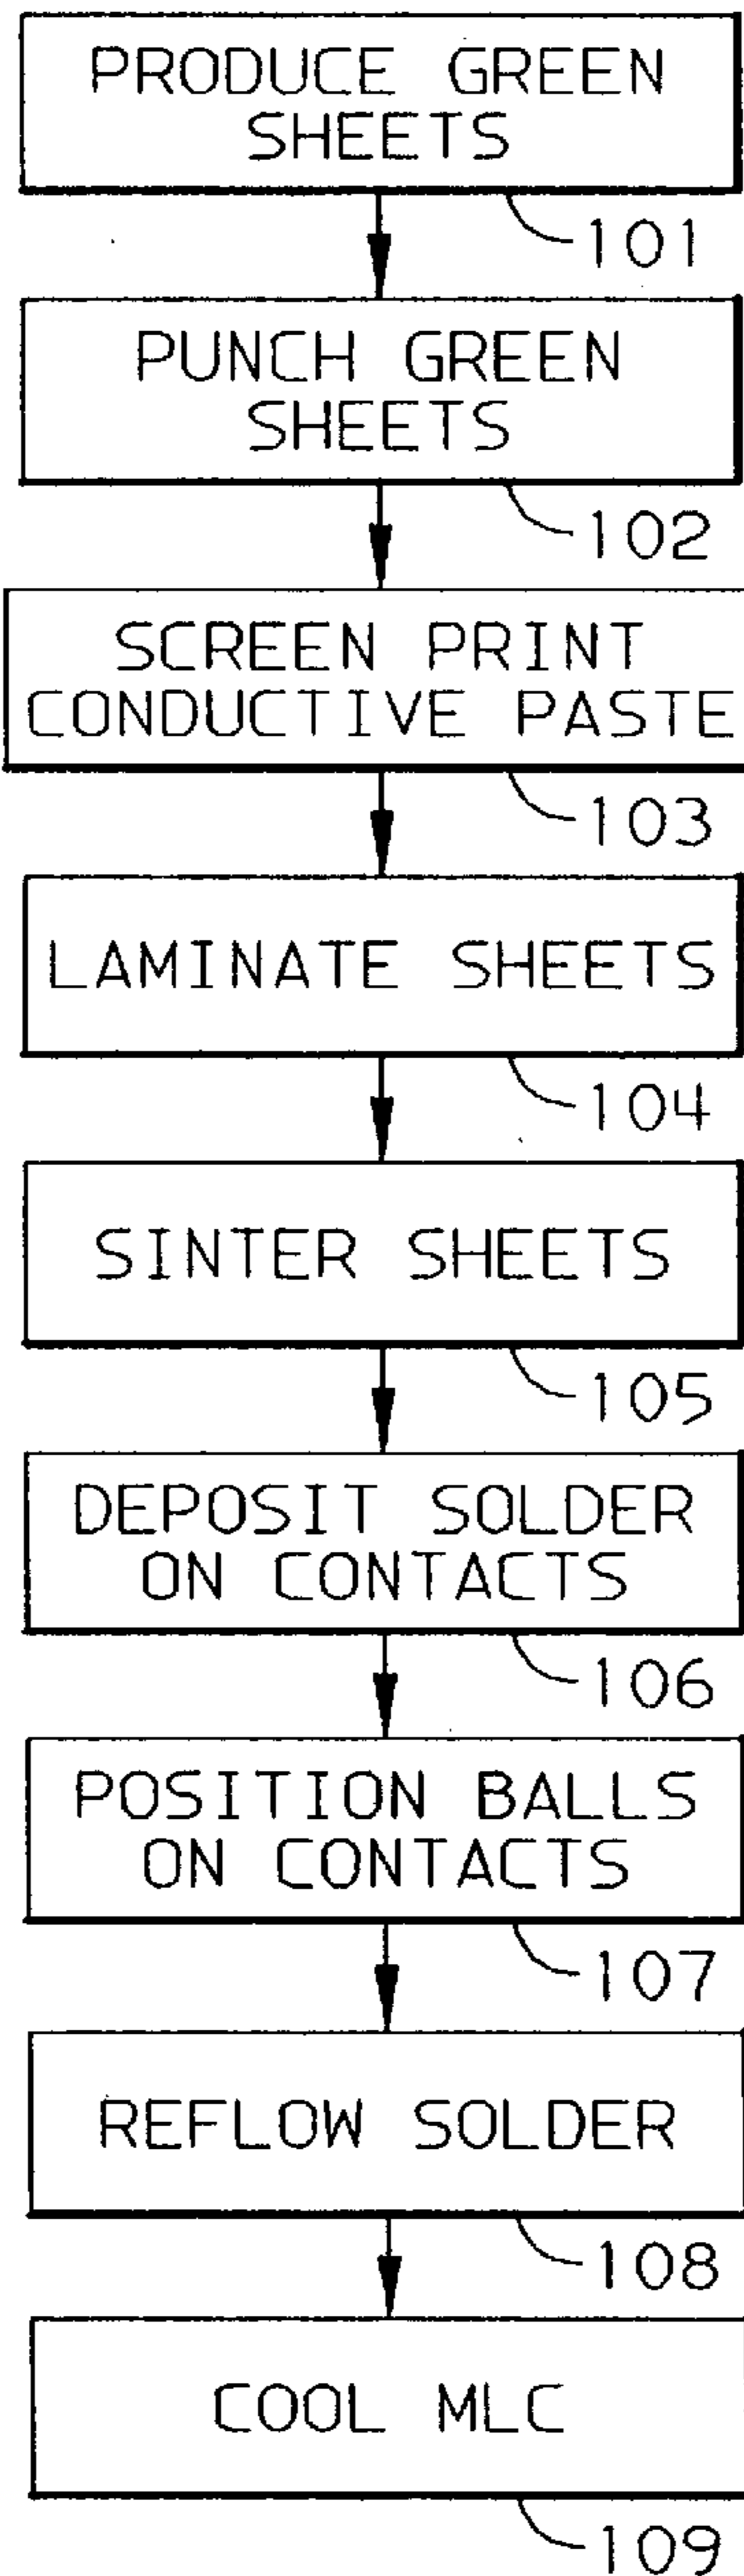 PRODUCE GREEN
SHEETS
101
PUNCH GREEN
SHEETS
102
SCREEN PRINT
CONDUCTIVE PASTE
103
LAMINATE SHEETS
104
SINTER SHEETS
105
DEPOSIT SOLDER
ON CONTACTS
106
POSITION BALLS
ON CONTACTS
107
REFLOW SOLDER
108
COOL MLC
109